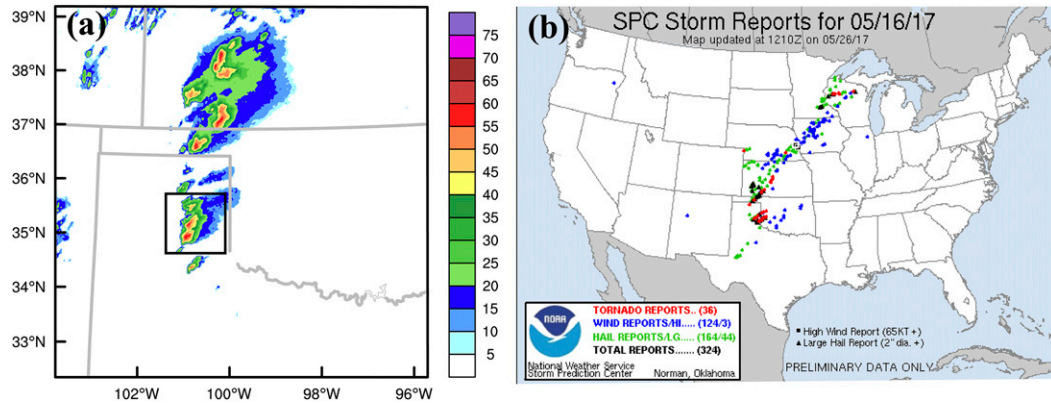 (a)
39°N
38°N
37°N
36°N
35°N
34°N
33°N
102°W
100°W
98°W
96°W
75
70
65
60
55
50
45
40
35
30
25
20
15
10
5
(b)
SPC Storm Reports for 05/16/17
Map updated at 1210Z on 05/26/17
NOAA
TORNADO REPORTS.. (36)
WIND REPORTS/HI..... (124/3)
HAIL REPORTS/LG..... (164/44)
TOTAL REPORTS....... (324)
National Weather Service
Storm Prediction Center Norman, Oklahoma
High Wind Report (65KT +)
Large Hail Report (2" dia. +)
PRELIMINARY DATA ONLY